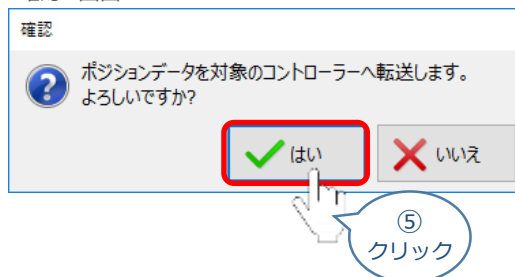 確認
ポジションデータを対象のコントローラーへ転送します。
よろしいですか?
はい
いいえ
⑤
クリック